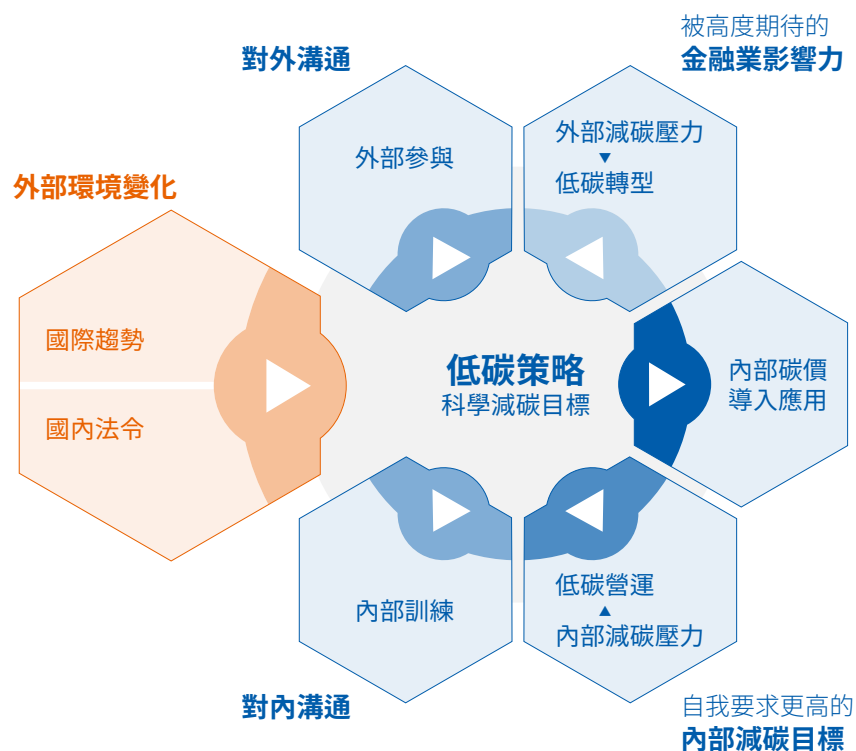 被高度期待的
金融業影響力
對外溝通
外部參與
外部減碳壓力
▼
低碳轉型
外部環境變化
國際趨勢
國內法令
低碳策略
科學減碳目標
內部碳價
導入應用
內部訓練
低碳營運
▲
內部減碳壓力
對內溝通
自我要求更高的
內部減碳目標